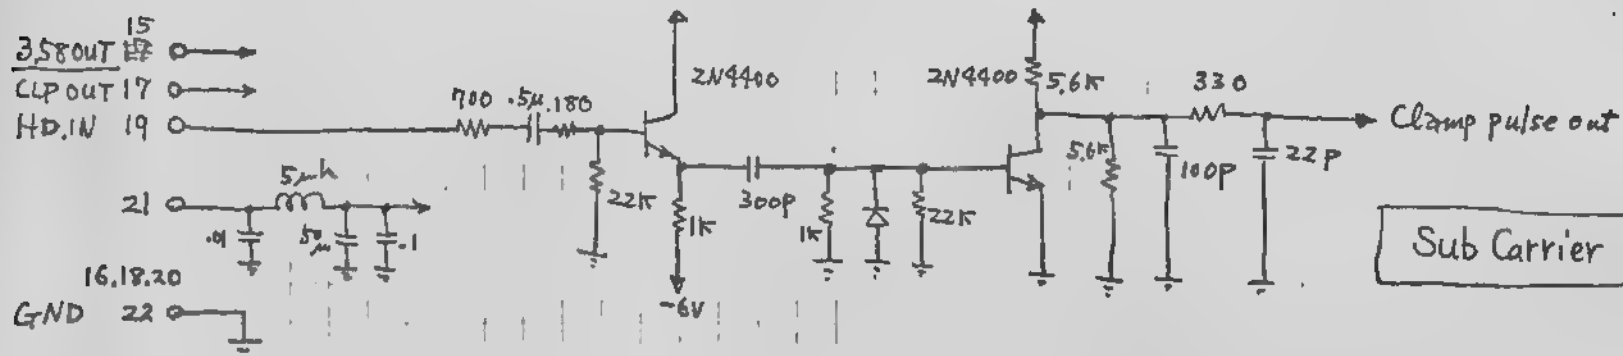 15
3.58 OUT
CLP OUT 17
HD.IN 19
700 .5μ .180
2N4400
2N4400
5.6K
330
Clamp pulse out
5.6K
100P
22P
22K
1K
300P
1K
22K
-6V
21
5μh
.01
50μ
.1
Sub Carrier
16.18.20
GND 22